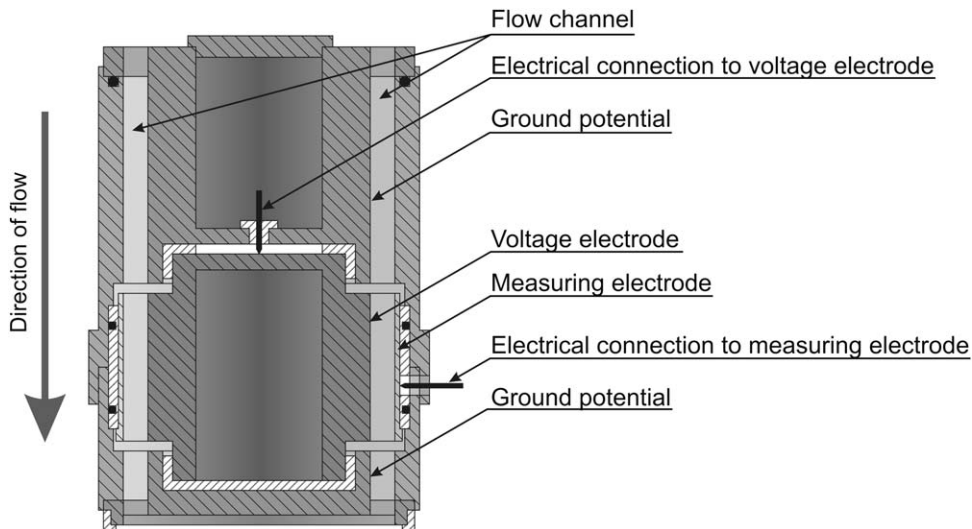 Flow channel
Electrical connection to voltage electrode
Ground potential
Direction of flow
Voltage electrode
Measuring electrode
Electrical connection to measuring electrode
Ground potential